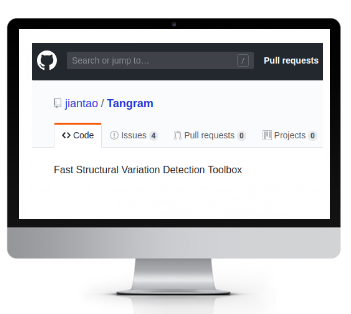 Search or jump to… /
Pull requests
jiantao / Tangram
Code Issues 4 Pull requests 0 Projects 0
Fast Structural Variation Detection Toolbox